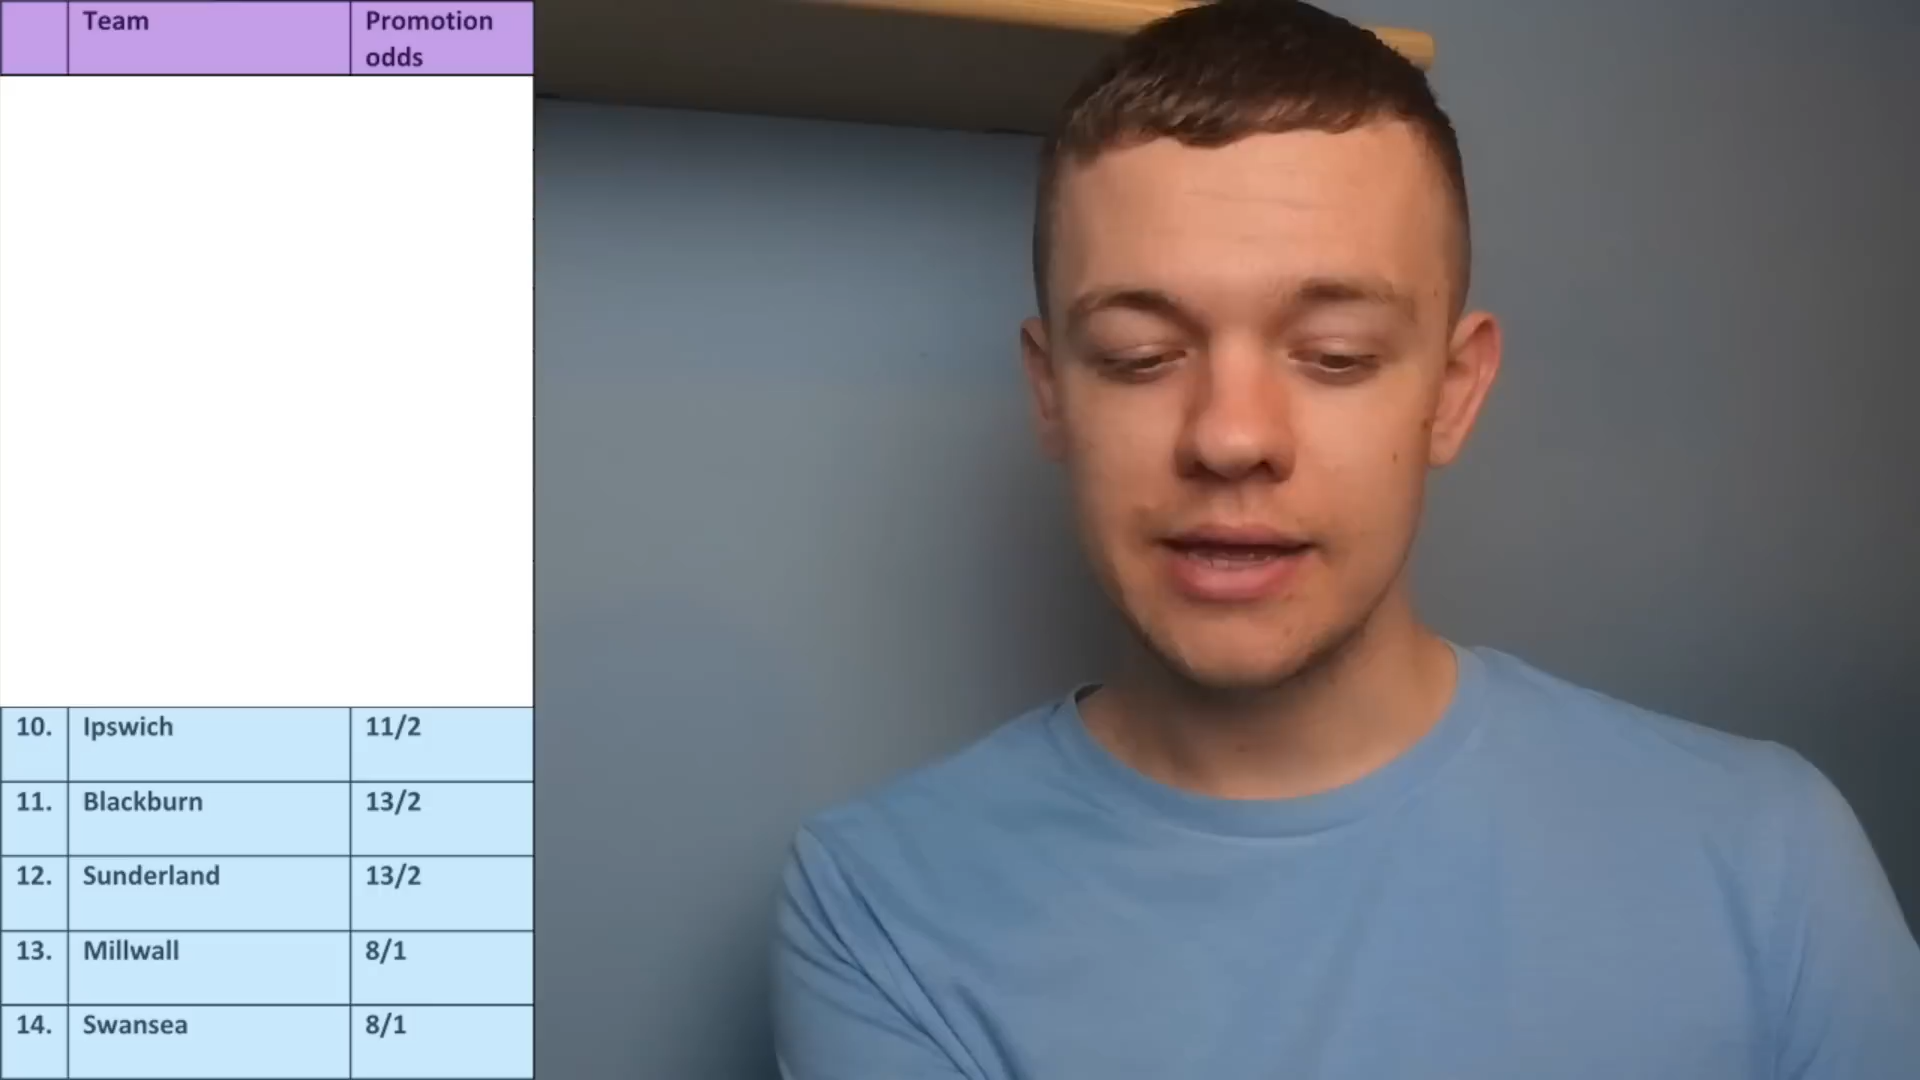 Team Promotion odds
10. Ipswich 11/2
11. Blackburn 13/2
12. Sunderland 13/2
13. Millwall 8/1
14. Swansea 8/1